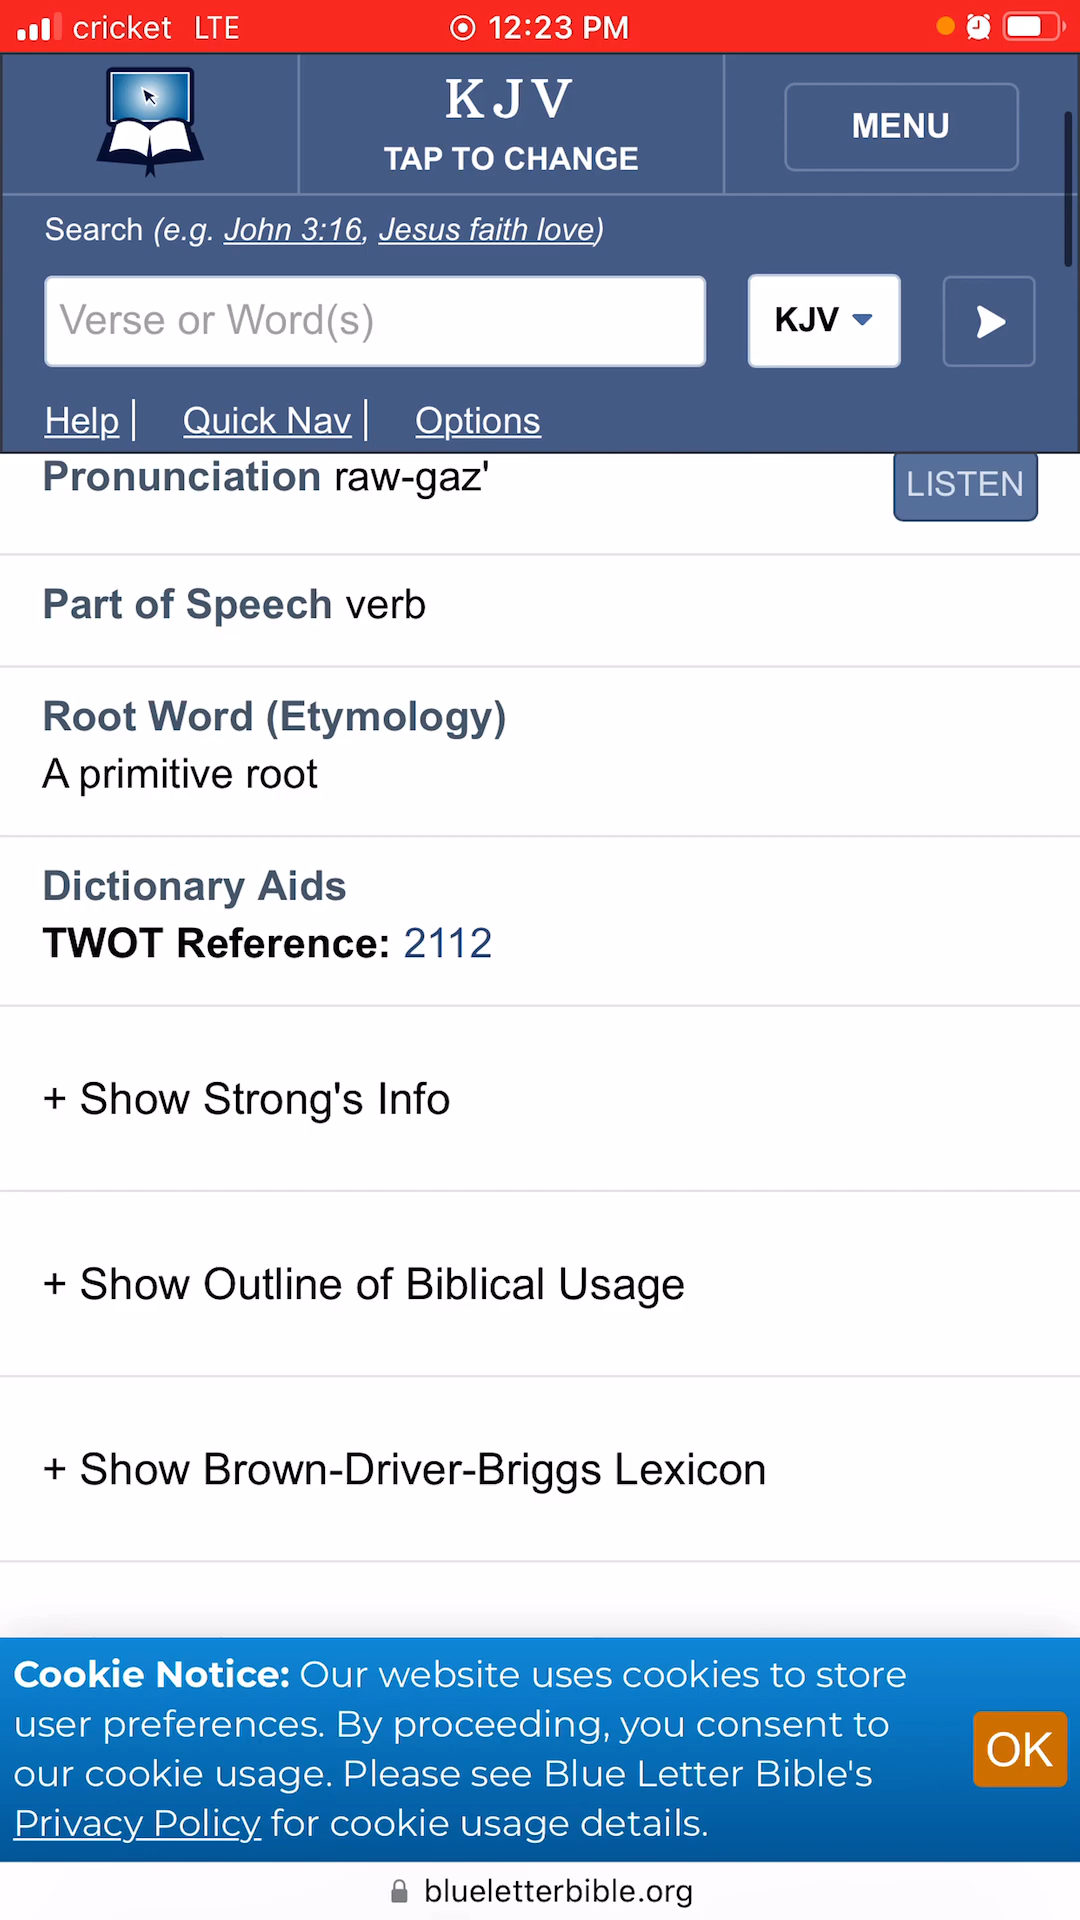 cricket LTE 12:23 PM
KJV
TAP TO CHANGE
MENU
Search (e.g. John 3:16, Jesus faith love)
Verse or Word(s)
KJV
Help| Quick Nav| Options
Pronunciation raw-gaz'
LISTEN
Part of Speech verb
Root Word (Etymology)
A primitive root
Dictionary Aids
TWOT Reference: 2112
+ Show Strong's Info
+ Show Outline of Biblical Usage
+ Show Brown-Driver-Briggs Lexicon
Cookie Notice: Our website uses cookies to store
user preferences. By proceeding, you consent to
our cookie usage. Please see Blue Letter Bible's
Privacy Policy for cookie usage details.
OK
blueletterbible.org